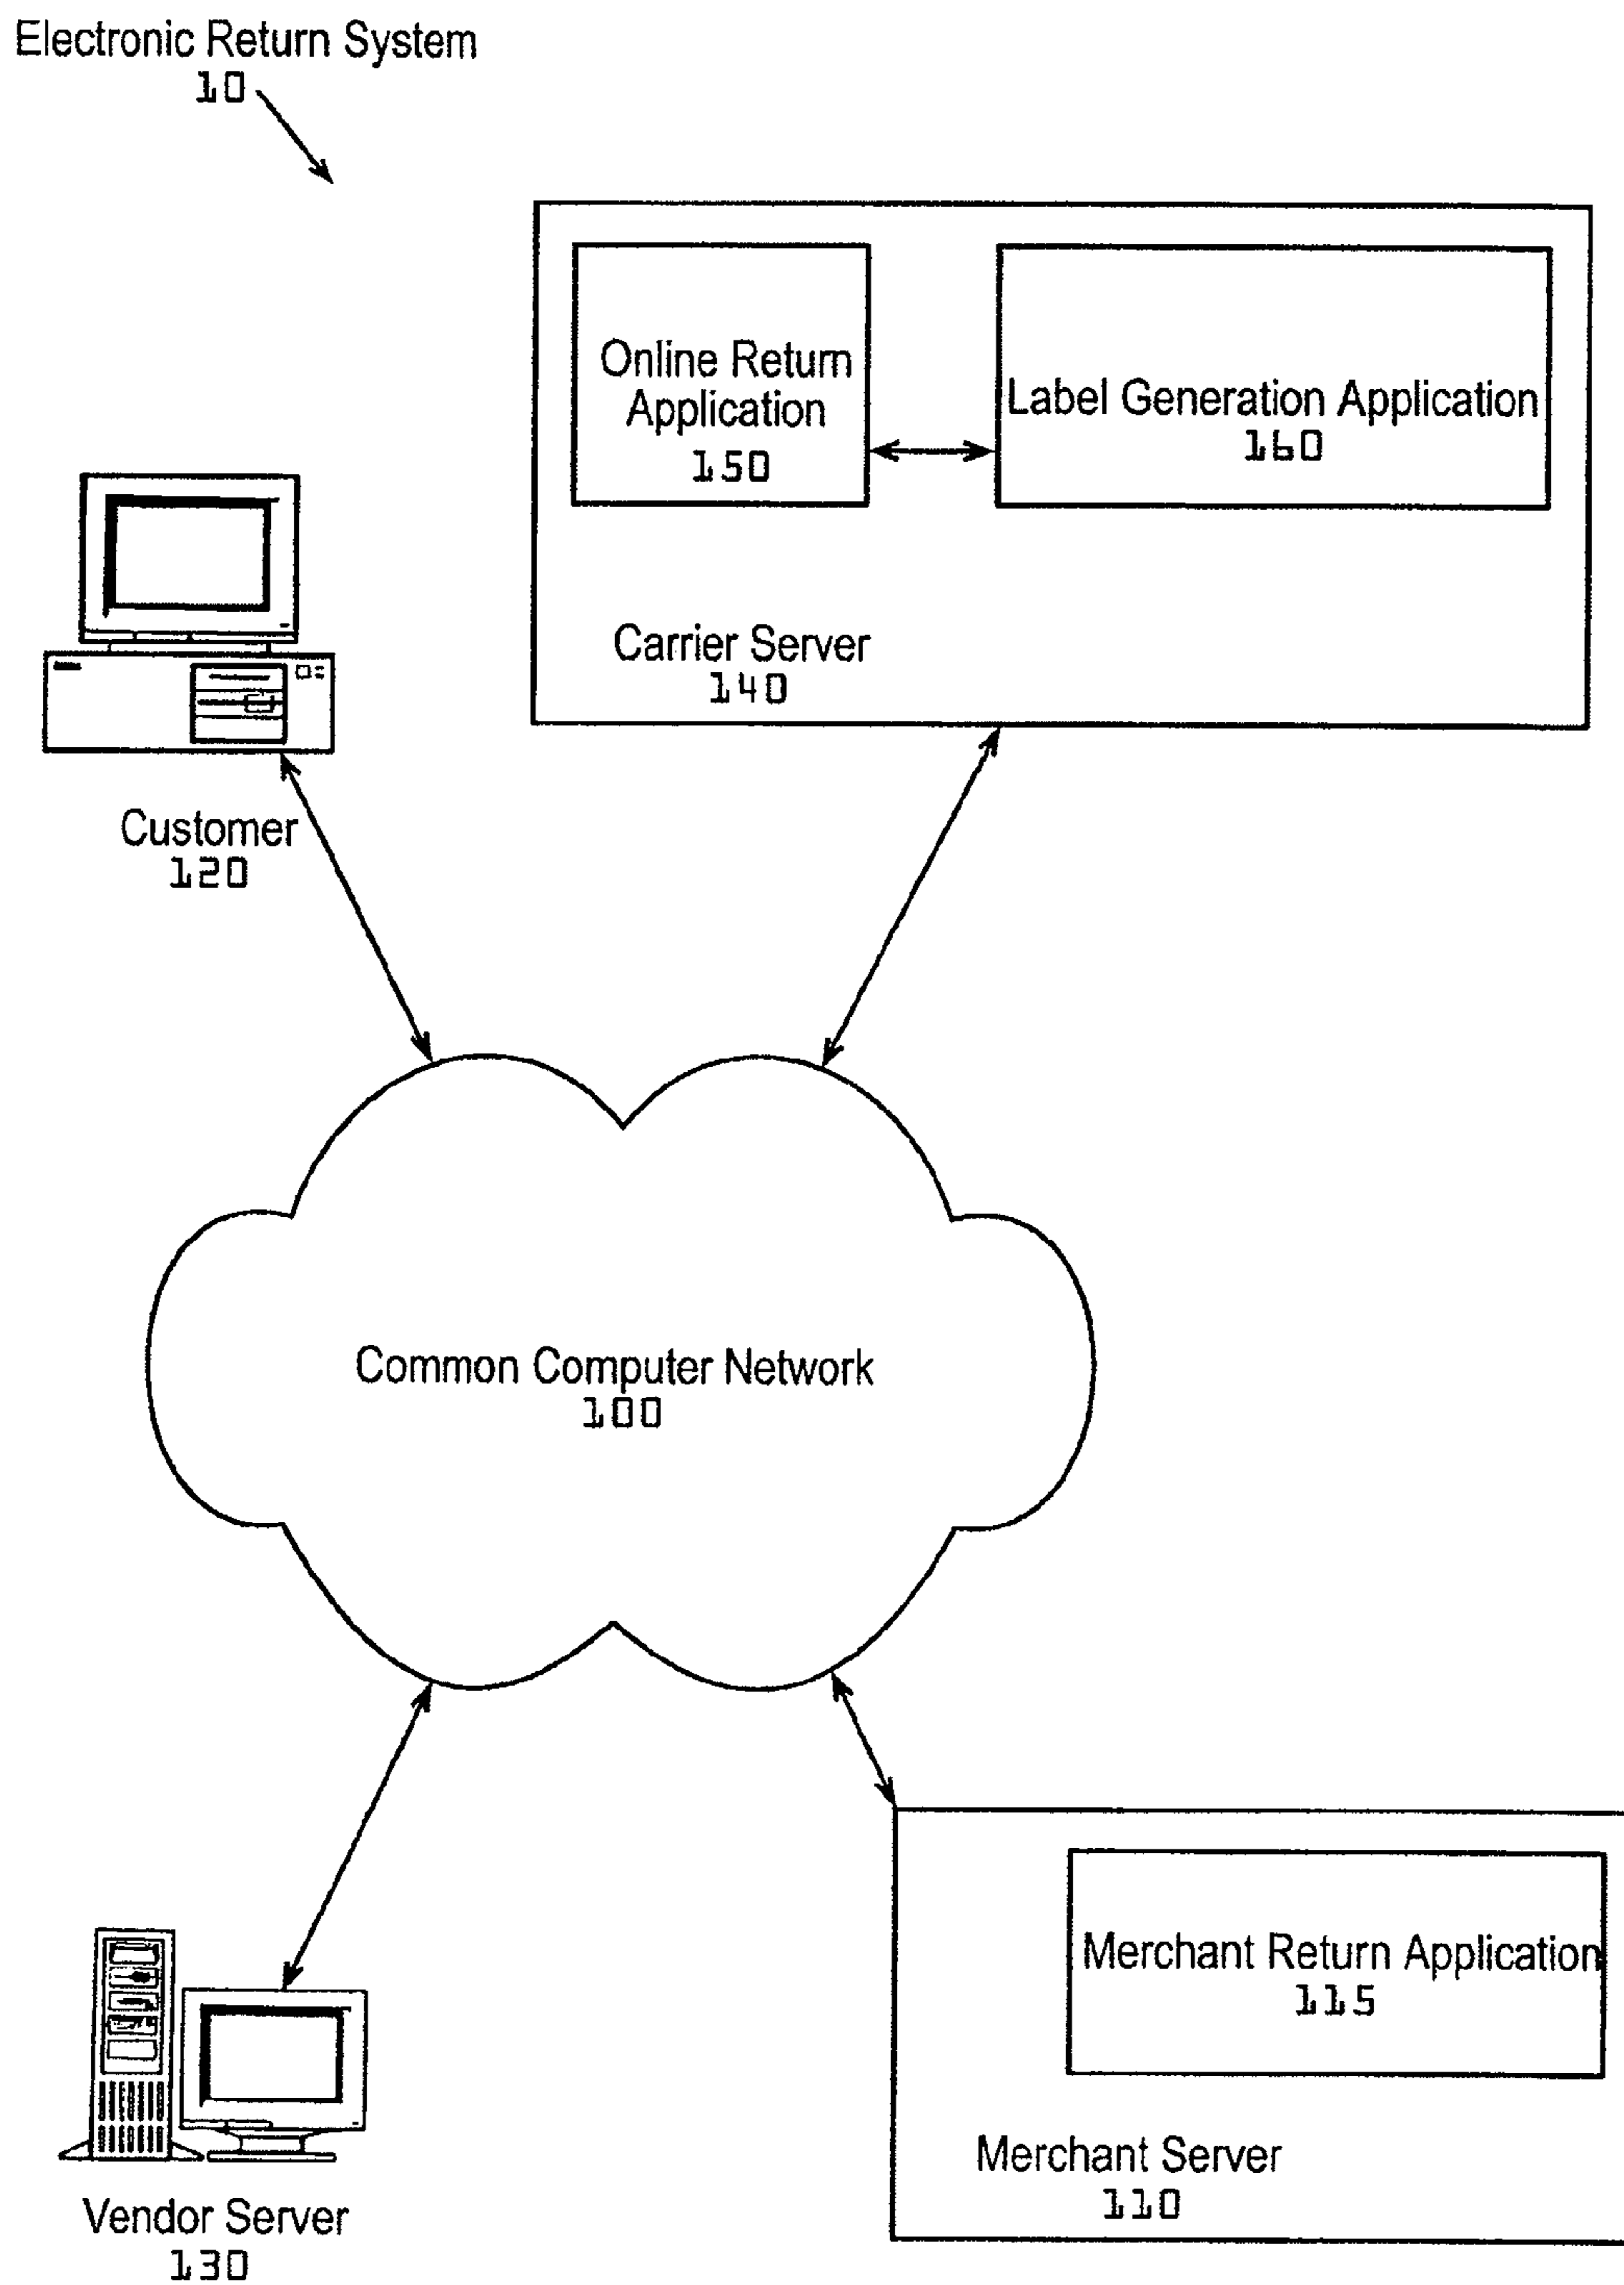 Electronic Return System
10
Online Return
Application
150
Label Generation Application
160
Carrier Server
140
Customer
120
Common Computer Network
100
Merchant Return Application
115
Merchant Server
110
Vendor Server
130